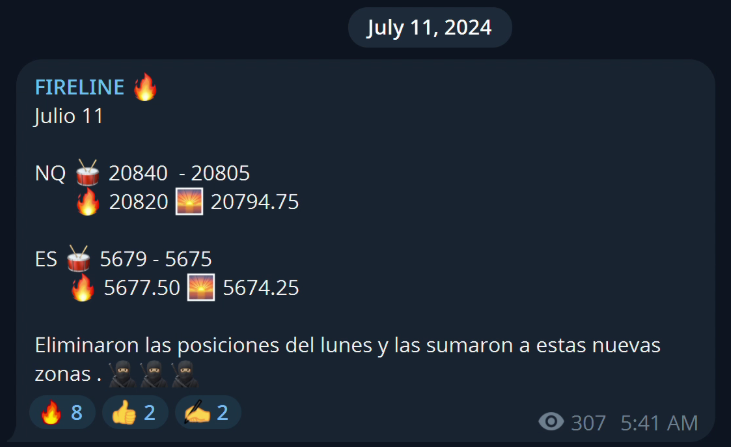 July 11, 2024
FIRELINE 🔥
Julio 11
NQ 🥁 20840 - 20805
🔥 20820 🌅 20794.75
ES 🥁 5679 - 5675
🔥 5677.50 🌅 5674.25
Eliminaron las posiciones del lunes y las sumaron a estas nuevas
zonas . 🥷🥷🥷
🔥 8 👍 2 ✍️ 2 307 5:41 AM